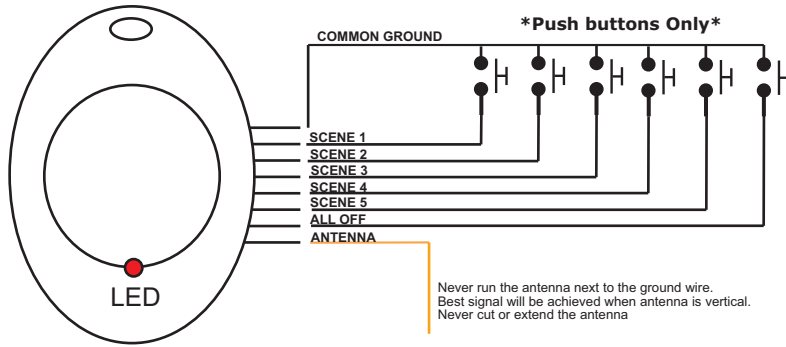 *Push buttons Only*
COMMON GROUND
SCENE 1
SCENE 2
SCENE 3
SCENE 4
SCENE 5
ALL OFF
ANTENNA
LED
Never run the antenna next to the ground wire.
Best signal will be achieved when antenna is vertical.
Never cut or extend the antenna